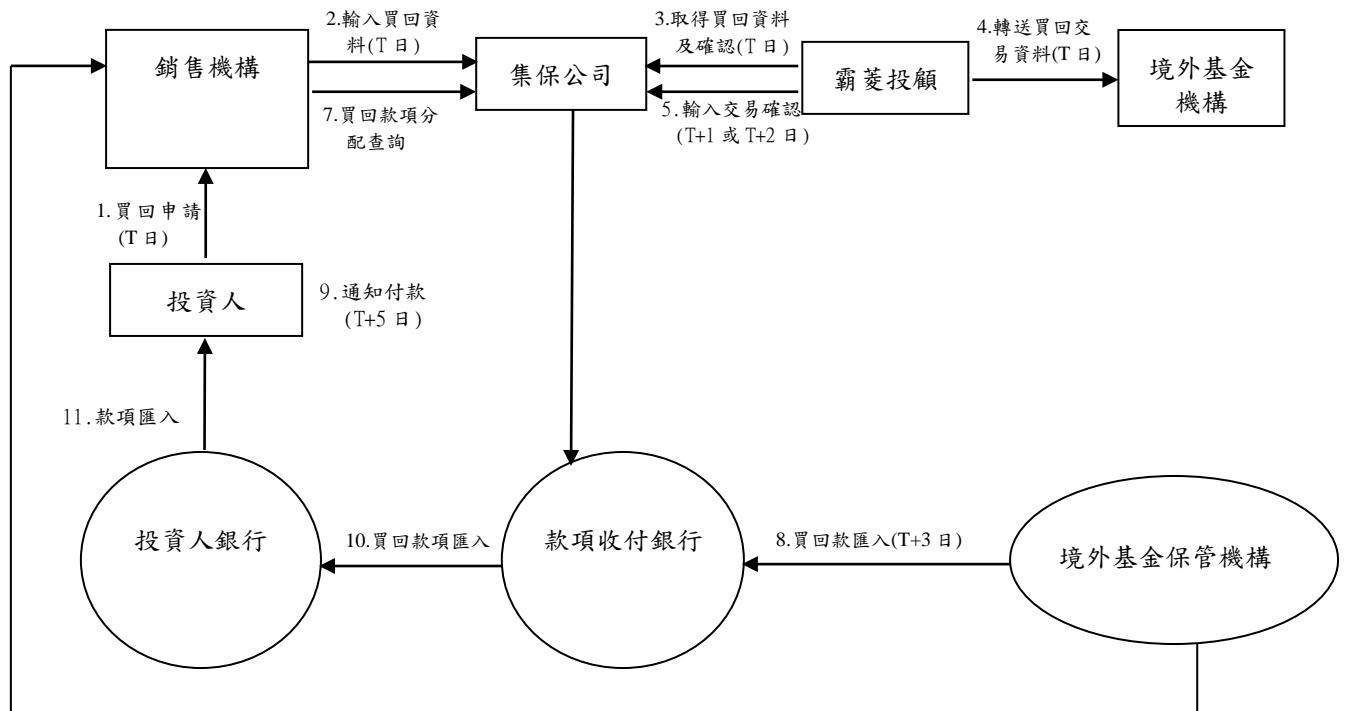 2.輸入買回資
料(T 日)
3.取得買回資料
及確認(T 日)
4.轉送買回交
易資料(T 日)
銷售機構
集保公司
霸菱投顧
境外基金
機構
7.買回款項分
配查詢
5.輸入交易確認
(T+1 或 T+2 日)
1.買回申請
(T 日)
投資人
9.通知付款
(T+5 日)
11.款項匯入
投資人銀行
10.買回款項匯入
款項收付銀行
8.買回款匯入(T+3 日)
境外基金保管機構